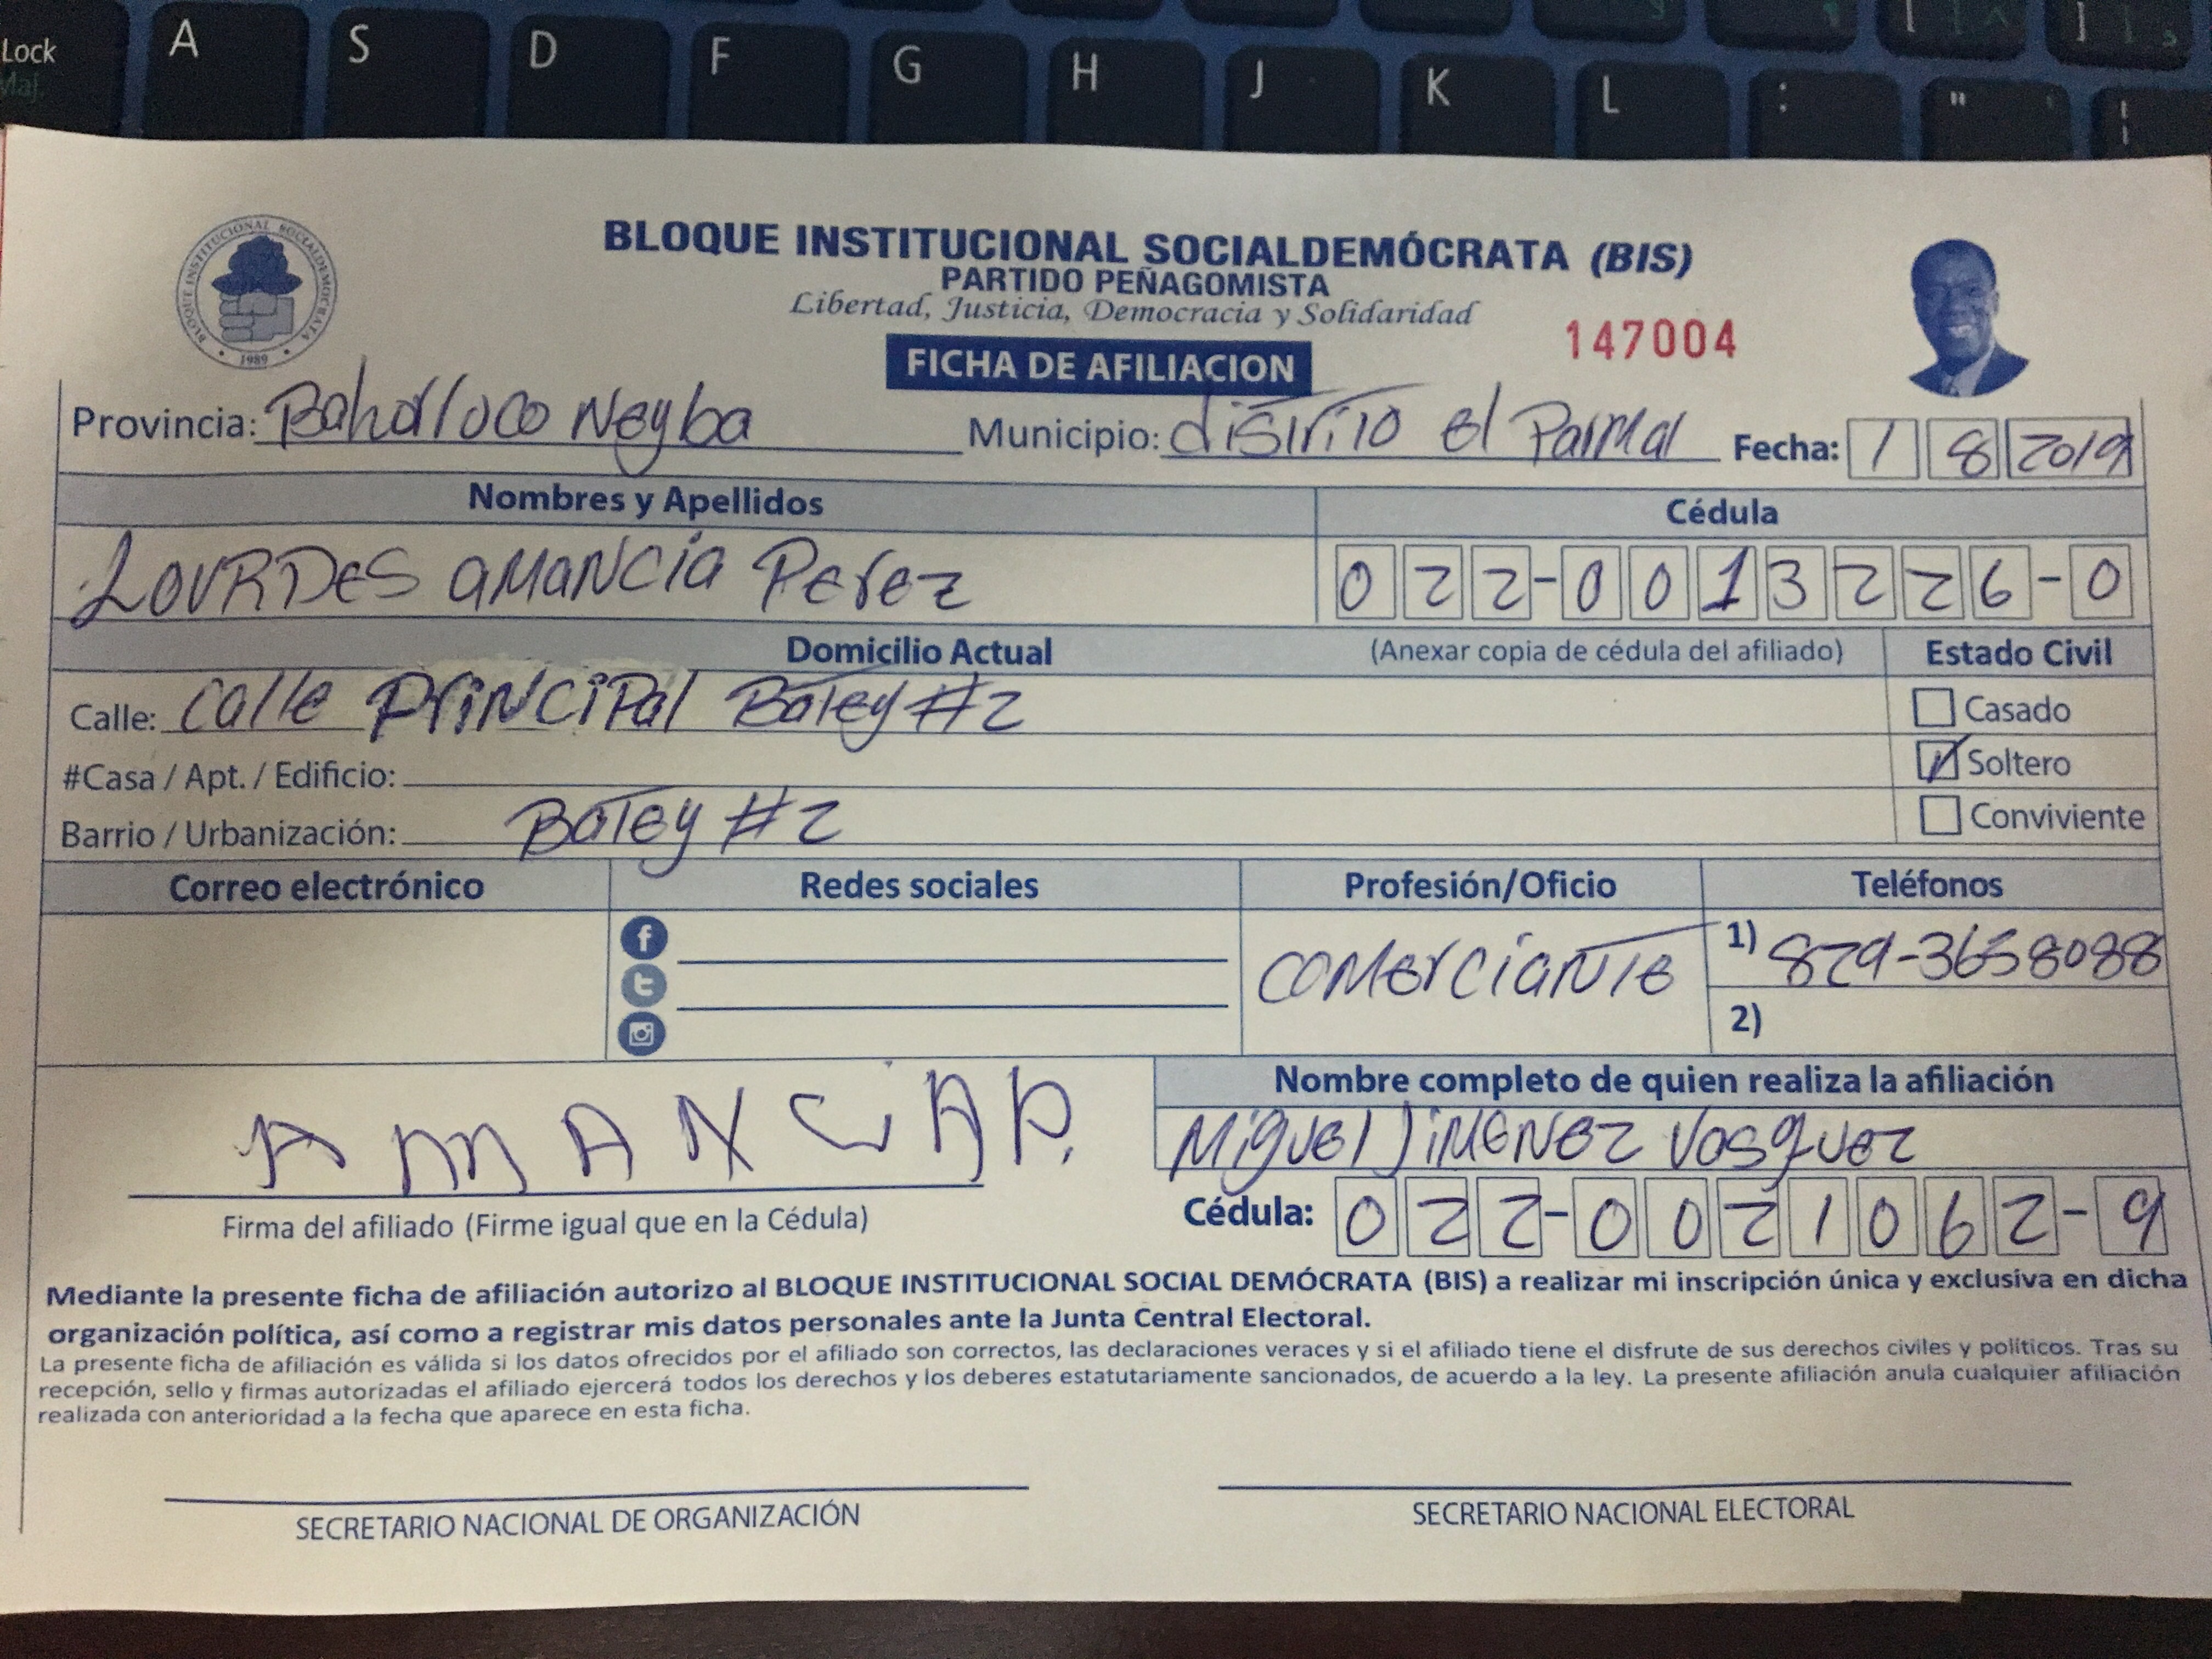 Lock A S D F G H J K L : "
Maj.
BLOQUE INSTITUCIONAL SOCIALDEMOCRATA
1989
BLOQUE INSTITUCIONAL SOCIALDEMÓCRATA (BIS)
PARTIDO PEÑAGOMISTA
Libertad, Justicia, Democracia y Solidaridad
147004
FICHA DE AFILIACION
Provincia: Bahorloco Neyba Municipio: distrito el Palmal Fecha: 1 8 2019
Nombres y Apellidos Cédula
LOURDES amancia Perez 022-0013226-0
Domicilio Actual (Anexar copia de cédula del afiliado) Estado Civil
Calle: calle principal Batey #2 Casado
#Casa / Apt. / Edificio: Soltero
Barrio / Urbanización: Batey #2 Conviviente
Correo electrónico Redes sociales Profesión/Oficio Teléfonos
comerciante 1) 829-3658088
2)
AMANCIA P. Nombre completo de quien realiza la afiliación
Miguel JiMENEZ Vasquez
Firma del afiliado (Firme igual que en la Cédula) Cédula: 022-0021062-9
Mediante la presente ficha de afiliación autorizo al BLOQUE INSTITUCIONAL SOCIAL DEMÓCRATA (BIS) a realizar mi inscripción única y exclusiva en dicha
organización política, así como a registrar mis datos personales ante la Junta Central Electoral.
La presente ficha de afiliación es válida si los datos ofrecidos por el afiliado son correctos, las declaraciones veraces y si el afiliado tiene el disfrute de sus derechos civiles y políticos. Tras su
recepción, sello y firmas autorizadas el afiliado ejercerá todos los derechos y los deberes estatutariamente sancionados, de acuerdo a la ley. La presente afiliación anula cualquier afiliación
realizada con anterioridad a la fecha que aparece en esta ficha.
SECRETARIO NACIONAL DE ORGANIZACIÓN SECRETARIO NACIONAL ELECTORAL